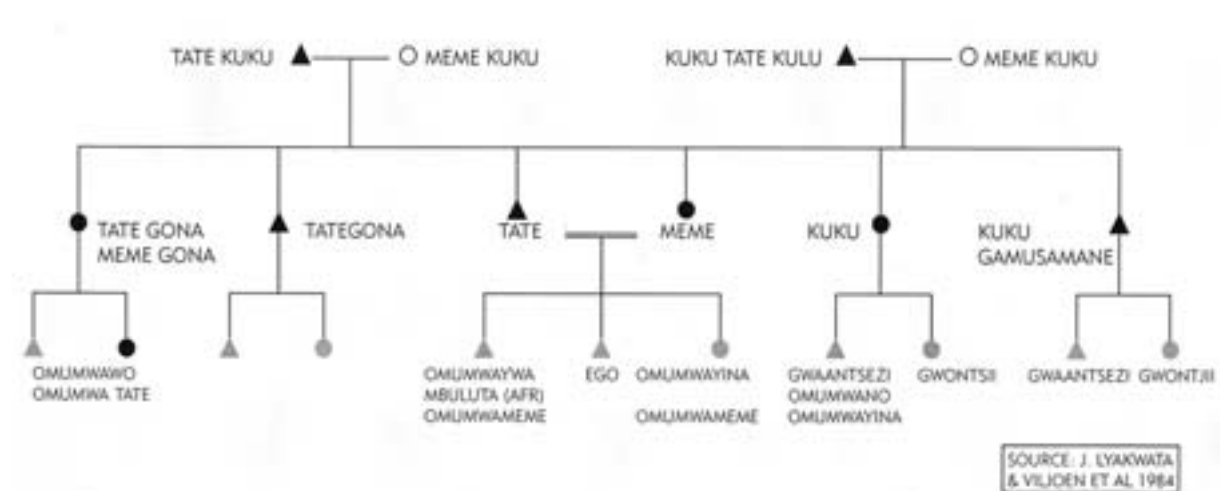 TATE KUKU MEME KUKU KUKU TATE KULU MEME KUKU
TATE GONA
MEME GONA
TATEGONA
TATE
MEME
KUKU
KUKU
GAMUSAMANE
OMUMWAWO
OMUMWA TATE
OMUMWAYWA
MBULUTA (AFR)
OMUMWAMEME
EGO
OMUMWAYINA
OMUMWAMEME
GWAANTSEZI
OMUMWANO
OMUMWAYINA
GWONTSII
GWAANTSEZI
GWONTJII
SOURCE: J. LYAKWATA
& VILJOEN ET AL 1984